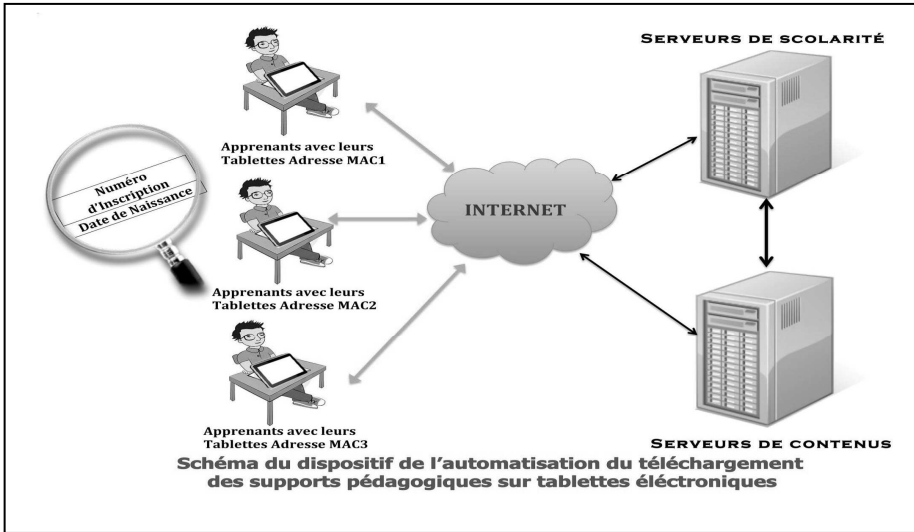 SERVEURS DE SCOLARITÉ
Apprenants avec leurs
Tablettes Adresse MAC1
Numéro
d'Inscription
Date de Naissance
INTERNET
Apprenants avec leurs
Tablettes Adresse MAC2
Apprenants avec leurs
Tablettes Adresse MAC3
SERVEURS DE CONTENUS
Schéma du dispositif de l'automatisation du téléchargement
des supports pédagogiques sur tablettes éléctroniques